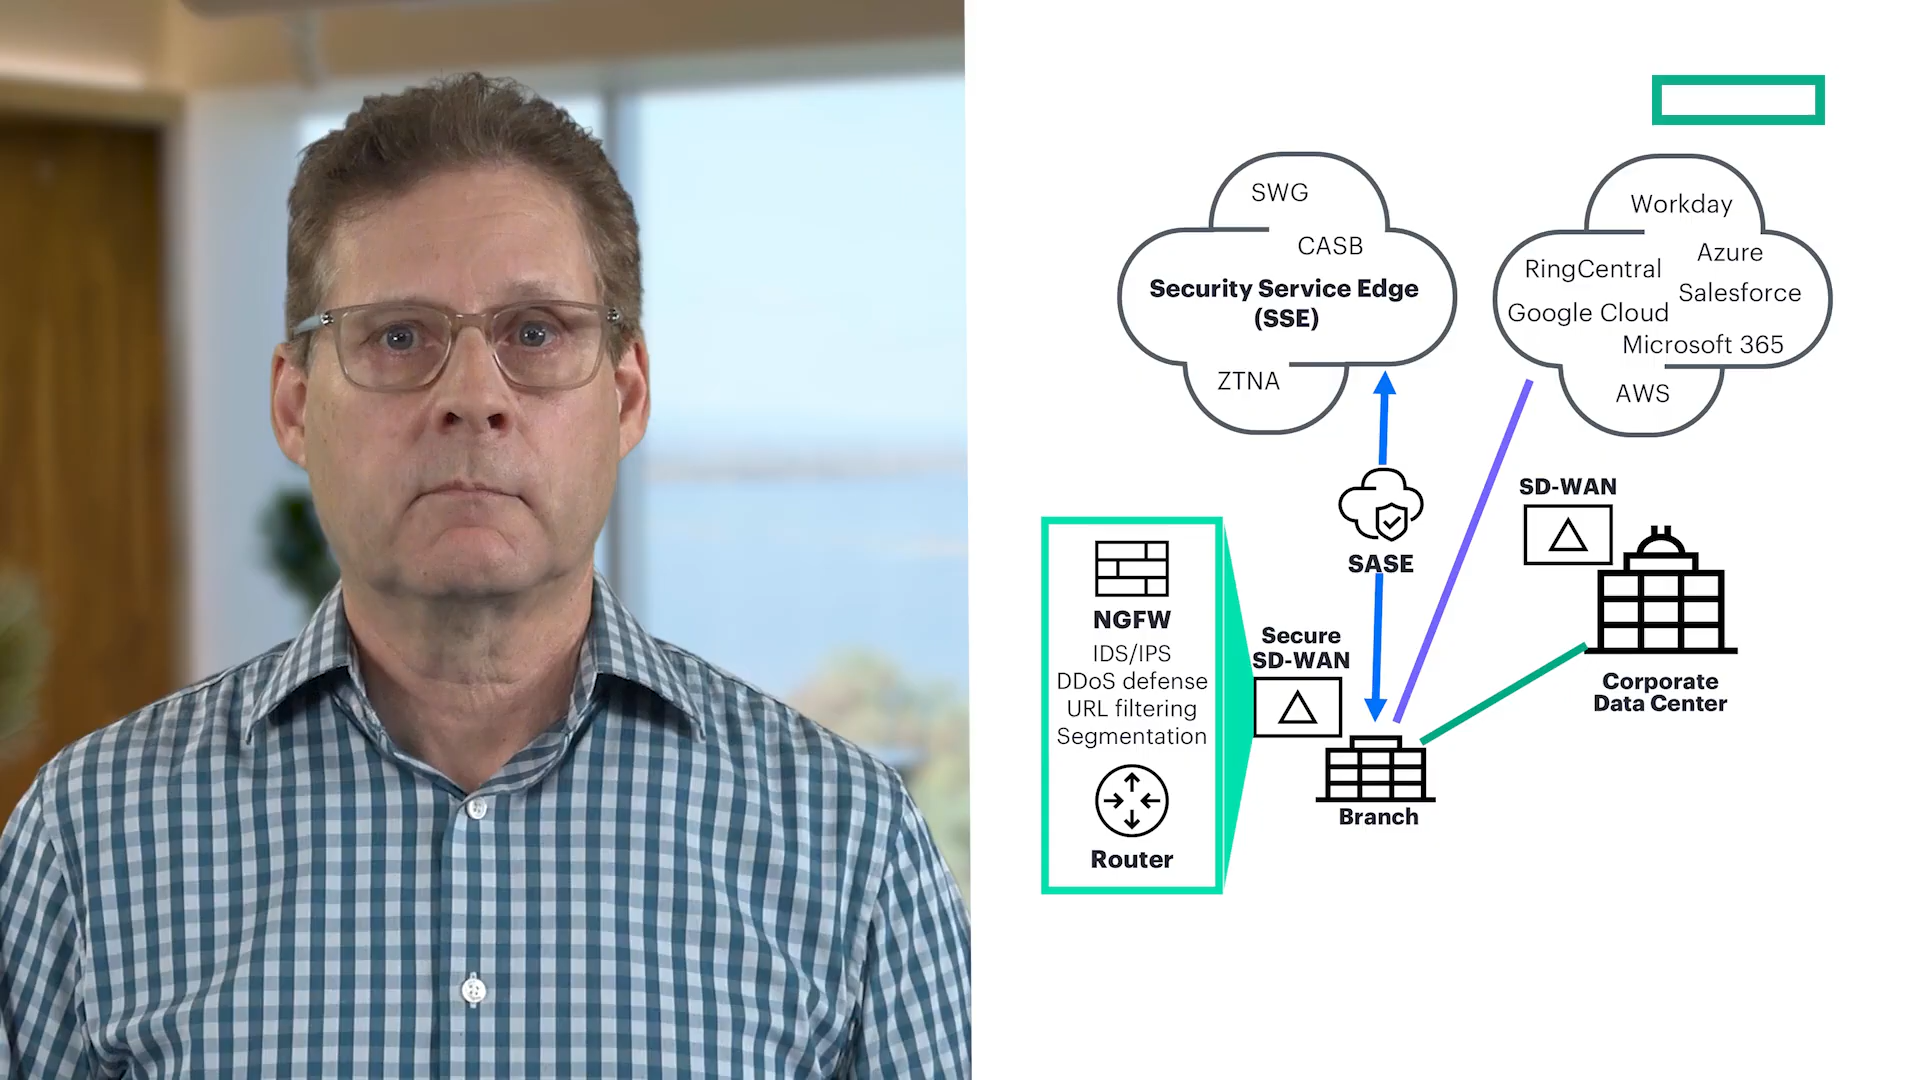 SWG
CASB
Security Service Edge
(SSE)
ZTNA
Workday
Azure
RingCentral
Salesforce
Google Cloud
Microsoft 365
AWS
SASE
SD-WAN
Corporate
Data Center
NGFW
IDS/IPS
DDoS defense
URL filtering
Segmentation
Router
Secure
SD-WAN
Branch